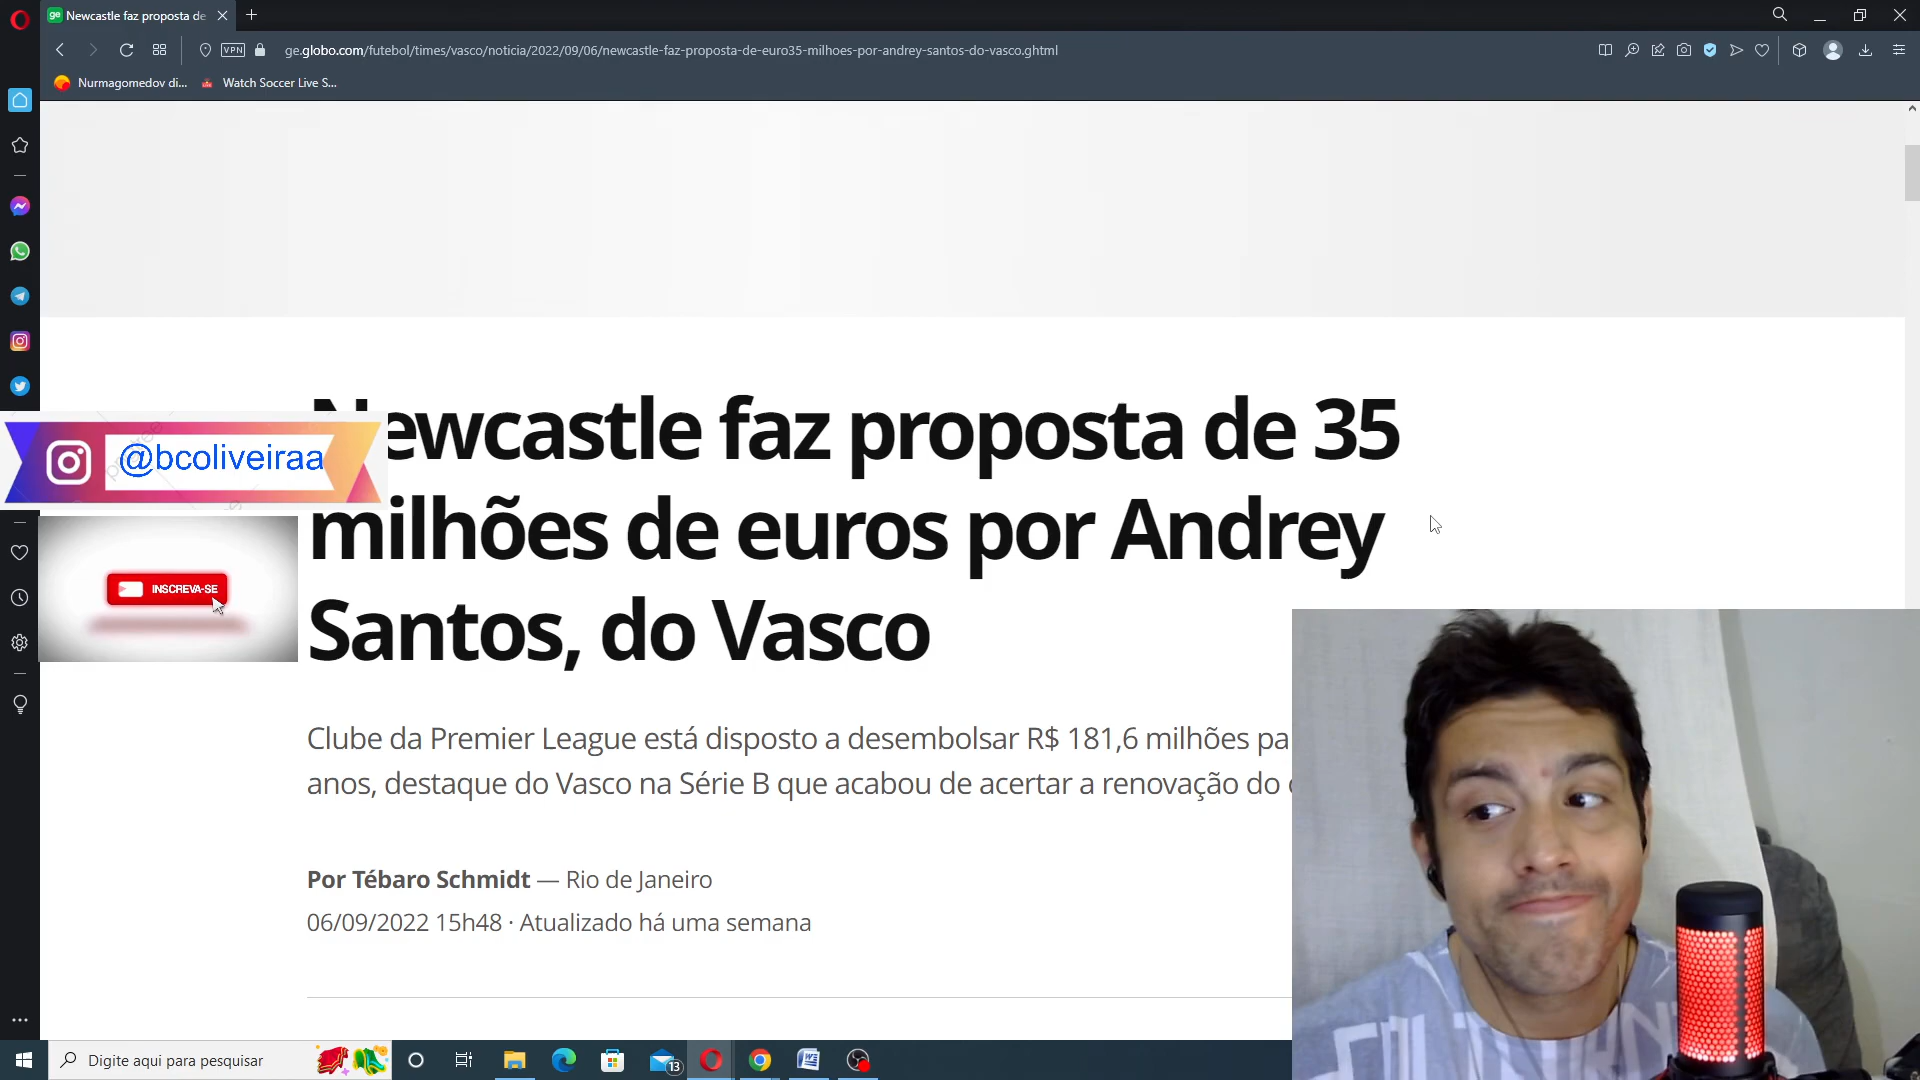 ge
Newcastle faz proposta de
VPN
ge.globo.com/futebol/times/vasco/noticia/2022/09/06/newcastle-faz-proposta-de-euro35-milhoes-por-andrey-santos-do-vasco.ghtml
Nurmagomedov di...
Watch Soccer Live S...
Newcastle faz proposta de 35
milhões de euros por Andrey
Santos, do Vasco
@bcoliveiraa
INSCREVA-SE
Clube da Premier League está disposto a desembolsar R$ 181,6 milhões pa
anos, destaque do Vasco na Série B que acabou de acertar a renovação do
Por Tébaro Schmidt — Rio de Janeiro
06/09/2022 15h48 · Atualizado há uma semana
Digite aqui para pesquisar
13